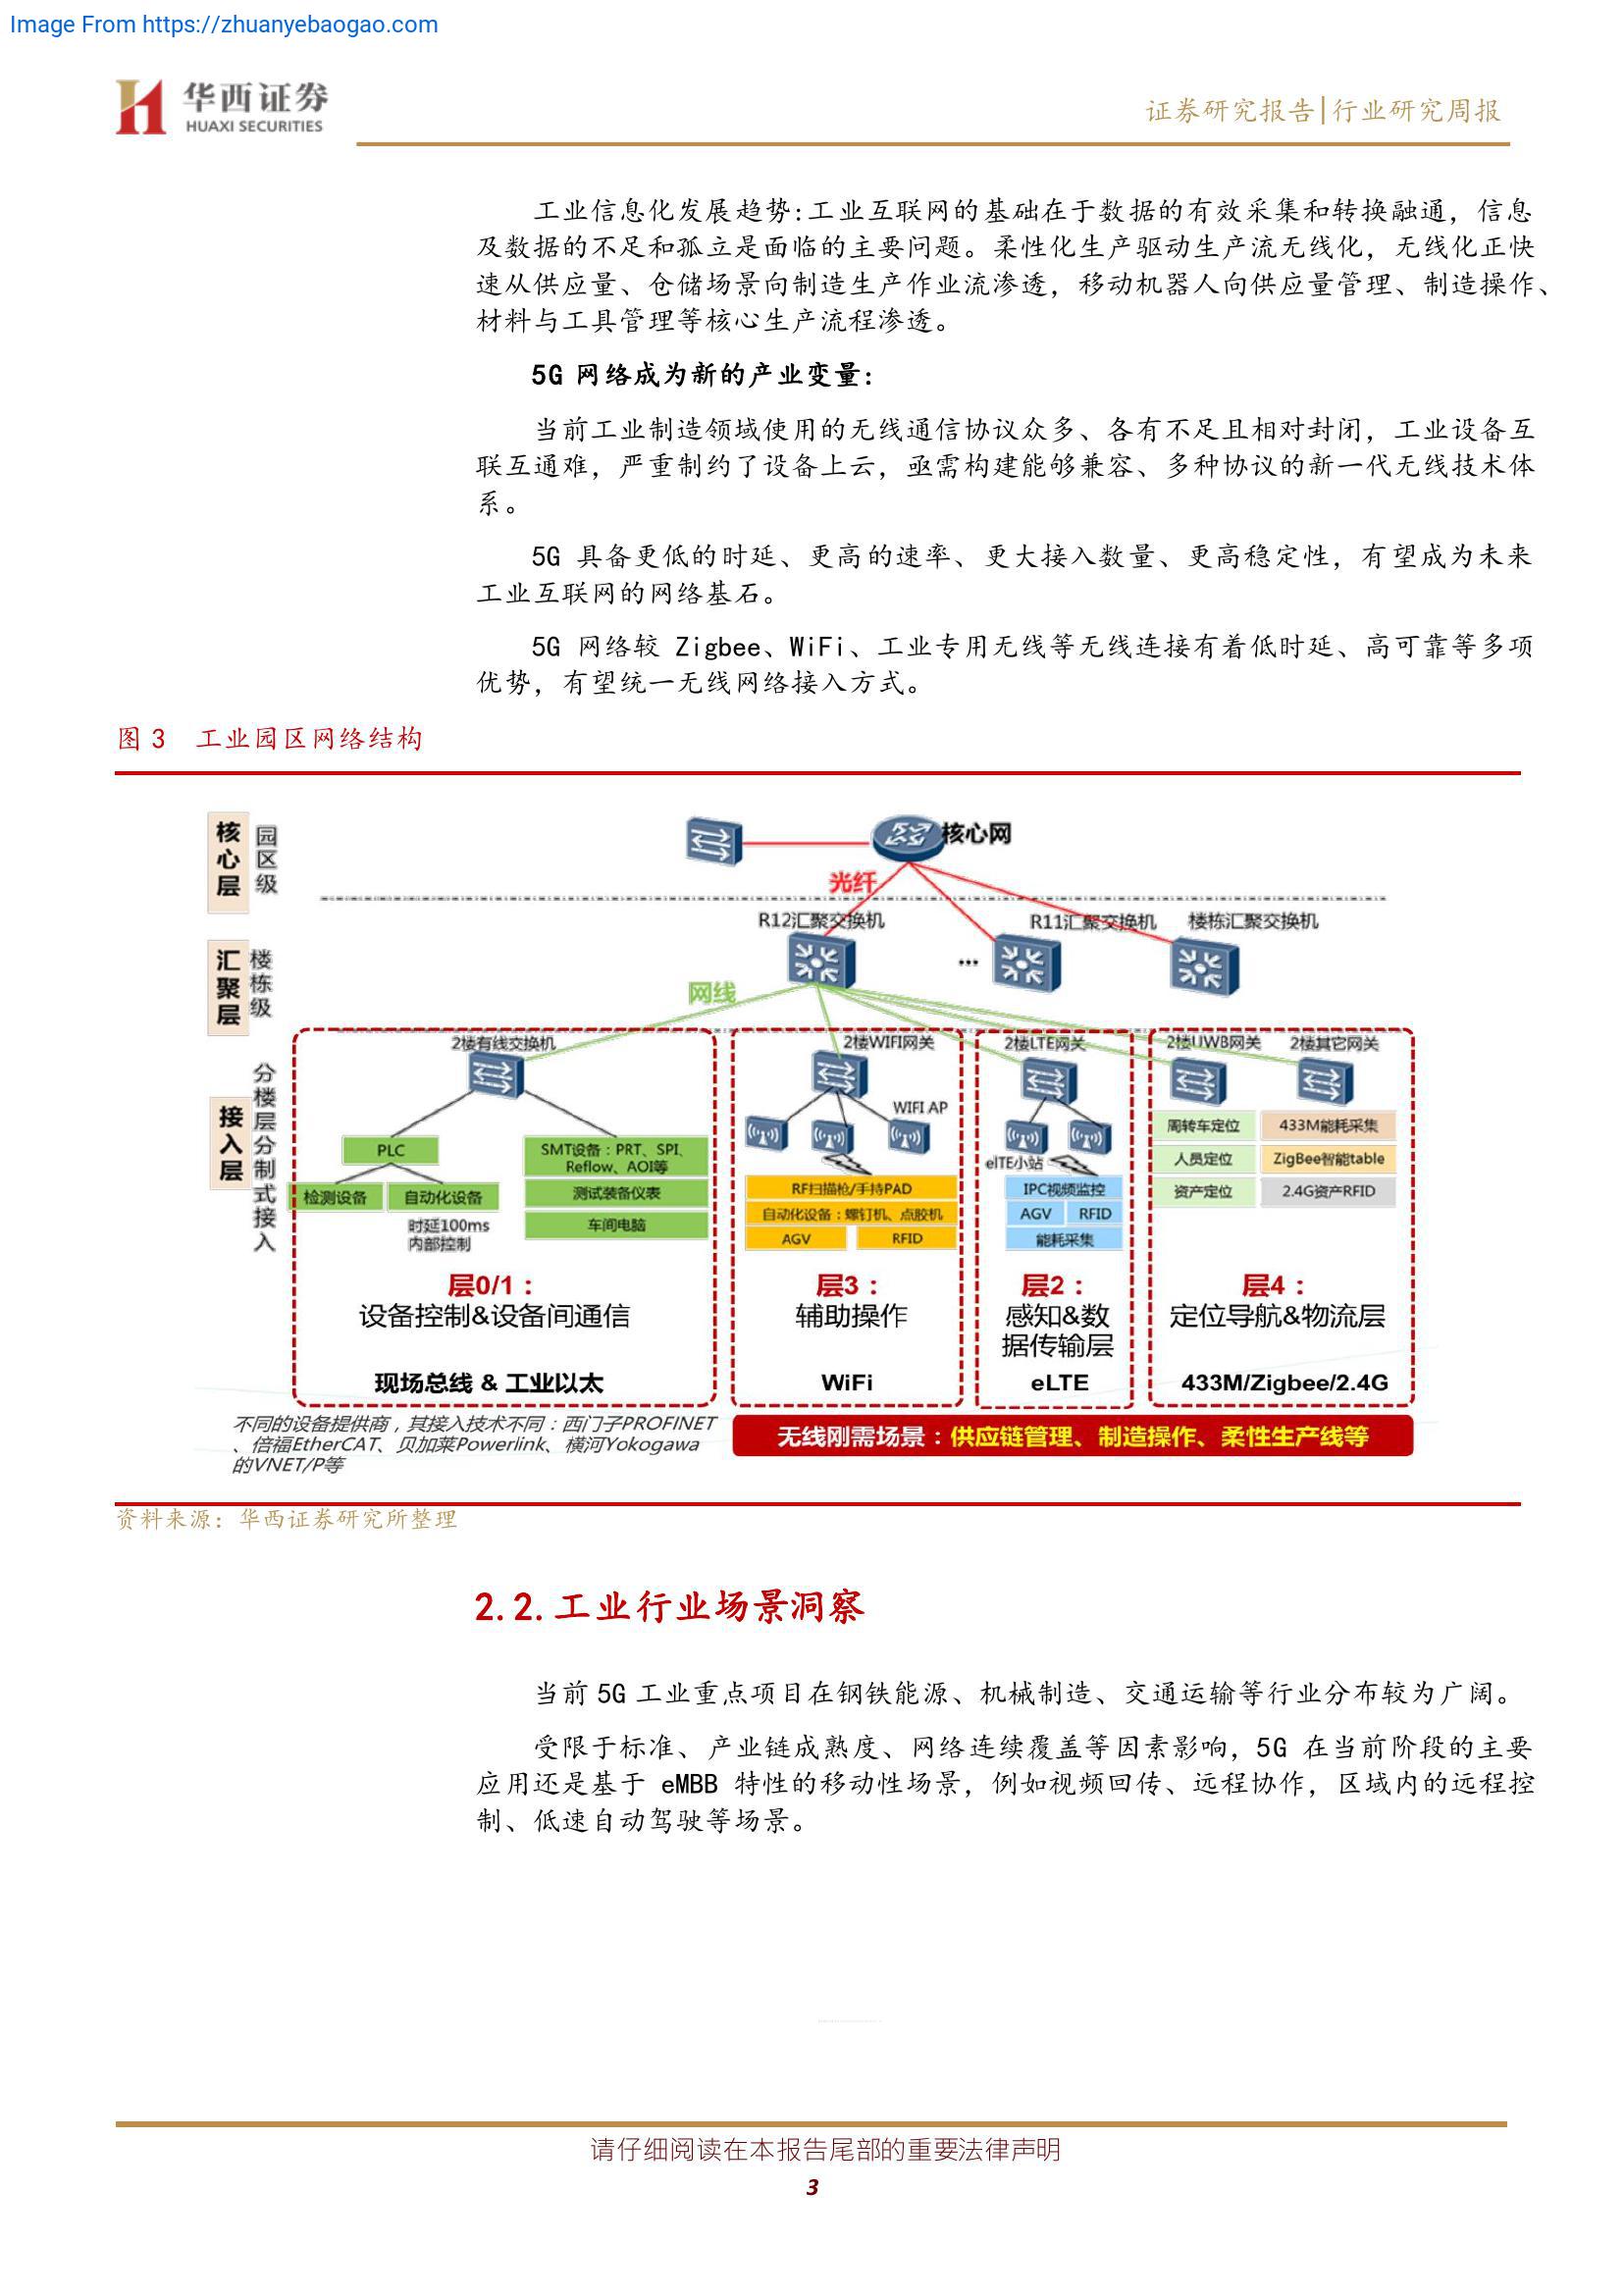 Image From https://zhuanyebaogao.com
华西证券
HUAXI SECURITIES
证券研究报告|行业研究周报
工业信息化发展趋势:工业互联网的基础在于数据的有效采集和转换融通，信息
及数据的不足和孤立是面临的主要问题。柔性化生产驱动生产流无线化，无线化正快
速从供应量、仓储场景向制造生产作业流渗透，移动机器人向供应量管理、制造操作、
材料与工具管理等核心生产流程渗透。
5G 网络成为新的产业变量：
当前工业制造领域使用的无线通信协议众多、各有不足且相对封闭，工业设备互
联互通难，严重制约了设备上云，亟需构建能够兼容、多种协议的新一代无线技术体
系。
5G 具备更低的时延、更高的速率、更大接入数量、更高稳定性，有望成为未来
工业互联网的网络基石。
5G 网络较 Zigbee、WiFi、工业专用无线等无线连接有着低时延、高可靠等多项
优势，有望统一无线网络接入方式。
图 3 工业园区网络结构
核心层
园区级
核心网
光纤
R12汇聚交换机
R11汇聚交换机
楼栋汇聚交换机
汇聚层
楼栋级
...
网线
接入层
分楼层分制式接入
2楼有线交换机
PLC
检测设备
自动化设备
时延100ms
内部控制
SMT设备：PRT、SPI、
Reflow、AOI等
测试装备仪表
车间电脑
层0/1：
设备控制&设备间通信
现场总线 & 工业以太
2楼WIFI网关
WIFI AP
RF扫描枪/手持PAD
自动化设备：螺钉机、点胶机
AGV
RFID
层3：
辅助操作
WiFi
2楼LTE网关
elTE小站
IPC视频监控
AGV
RFID
能耗采集
层2：
感知&数
据传输层
eLTE
2楼UWB网关
2楼其它网关
周转车定位
433M能耗采集
人员定位
ZigBee智能table
资产定位
2.4G资产RFID
层4：
定位导航&物流层
433M/Zigbee/2.4G
不同的设备提供商，其接入技术不同：西门子PROFINET
、倍福EtherCAT、贝加莱Powerlink、横河Yokogawa
的VNET/P等
无线刚需场景：供应链管理、制造操作、柔性生产线等
资料来源：华西证券研究所整理
2.2.工业行业场景洞察
当前 5G 工业重点项目在钢铁能源、机械制造、交通运输等行业分布较为广阔。
受限于标准、产业链成熟度、网络连续覆盖等因素影响，5G 在当前阶段的主要
应用还是基于 eMBB 特性的移动性场景，例如视频回传、远程协作，区域内的远程控
制、低速自动驾驶等场景。
请仔细阅读在本报告尾部的重要法律声明
3